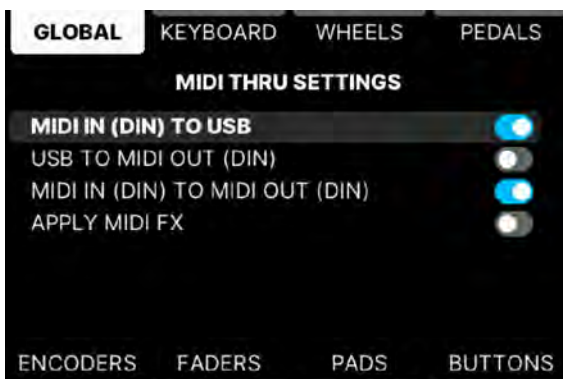 GLOBAL KEYBOARD WHEELS PEDALS
MIDI THRU SETTINGS
MIDI IN (DIN) TO USB
USB TO MIDI OUT (DIN)
MIDI IN (DIN) TO MIDI OUT (DIN)
APPLY MIDI FX
ENCODERS FADERS PADS BUTTONS